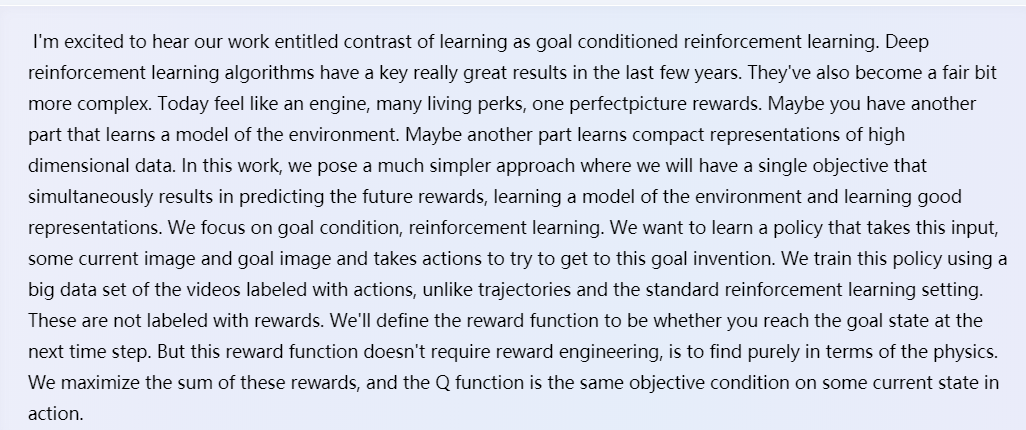 I'm excited to hear our work entitled contrast of learning as goal conditioned reinforcement learning. Deep
reinforcement learning algorithms have a key really great results in the last few years. They've also become a fair bit
more complex. Today feel like an engine, many living perks, one perfectpicture rewards. Maybe you have another
part that learns a model of the environment. Maybe another part learns compact representations of high
dimensional data. In this work, we pose a much simpler approach where we will have a single objective that
simultaneously results in predicting the future rewards, learning a model of the environment and learning good
representations. We focus on goal condition, reinforcement learning. We want to learn a policy that takes this input,
some current image and goal image and takes actions to try to get to this goal invention. We train this policy using a
big data set of the videos labeled with actions, unlike trajectories and the standard reinforcement learning setting.
These are not labeled with rewards. We'll define the reward function to be whether you reach the goal state at the
next time step. But this reward function doesn't require reward engineering, is to find purely in terms of the physics.
We maximize the sum of these rewards, and the Q function is the same objective condition on some current state in
action.